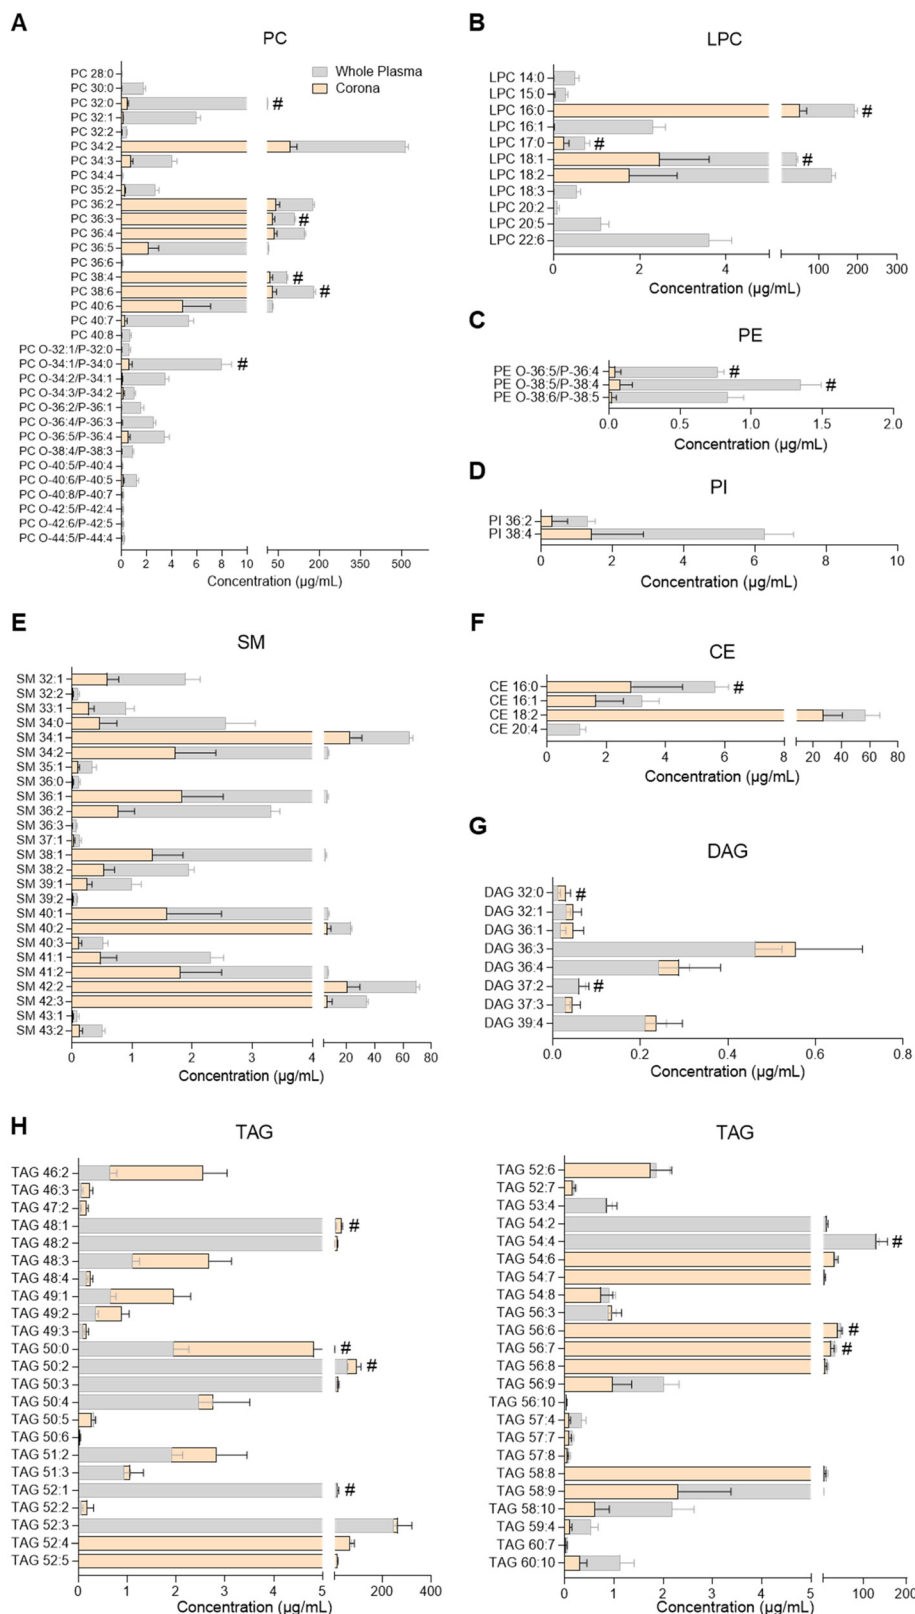 A
PC
Whole Plasma
Corona
PC 28:0
PC 30:0
PC 32:0
#
PC 32:1
PC 32:2
PC 34:2
PC 34:3
PC 34:4
PC 35:2
PC 36:2
PC 36:3
#
PC 36:4
PC 36:5
PC 36:6
PC 38:4
#
PC 38:6
#
PC 40:6
PC 40:7
PC 40:8
PC O-32:1/P-32:0
PC O-34:1/P-34:0
#
PC O-34:2/P-34:1
PC O-34:3/P-34:2
PC O-36:2/P-36:1
PC O-36:4/P-36:3
PC O-36:5/P-36:4
PC O-38:4/P-38:3
PC O-40:5/P-40:4
PC O-40:6/P-40:5
PC O-40:8/P-40:7
PC O-42:5/P-42:4
PC O-42:6/P-42:5
PC O-44:5/P-44:4
0 2 4 6 8 10 50 200 350 500
Concentration (µg/mL)
B
LPC
LPC 14:0
LPC 15:0
LPC 16:0
#
LPC 16:1
LPC 17:0
#
LPC 18:1
#
LPC 18:2
LPC 18:3
LPC 20:2
LPC 20:5
LPC 22:6
0 2 4 100 200 300
Concentration (µg/mL)
C
PE
PE O-36:5/P-36:4
#
PE O-38:5/P-38:4
#
PE O-38:6/P-38:5
0.0 0.5 1.0 1.5 2.0
Concentration (µg/mL)
D
PI
PI 36:2
PI 38:4
0 2 4 6 8 10
Concentration (µg/mL)
E
SM
SM 32:1
SM 32:2
SM 33:1
SM 34:0
SM 34:1
SM 34:2
SM 35:1
SM 36:0
SM 36:1
SM 36:2
SM 36:3
SM 37:1
SM 38:1
SM 38:2
SM 39:1
SM 39:2
SM 40:1
SM 40:2
SM 40:3
SM 41:1
SM 41:2
SM 42:2
SM 42:3
SM 43:1
SM 43:2
0 1 2 3 4 20 40 60 80
Concentration (µg/mL)
F
CE
CE 16:0
#
CE 16:1
CE 18:2
CE 20:4
0 2 4 6 8 20 40 60 80
Concentration (µg/mL)
G
DAG
DAG 32:0
#
DAG 32:1
DAG 36:1
DAG 36:3
DAG 36:4
DAG 37:2
#
DAG 37:3
DAG 39:4
0.0 0.2 0.4 0.6 0.8
Concentration (µg/mL)
H
TAG
TAG 46:2
TAG 46:3
TAG 47:2
TAG 48:1
#
TAG 48:2
TAG 48:3
TAG 48:4
TAG 49:1
TAG 49:2
TAG 49:3
TAG 50:0
#
TAG 50:2
#
TAG 50:3
TAG 50:4
TAG 50:5
TAG 50:6
TAG 51:2
TAG 51:3
TAG 52:1
#
TAG 52:2
TAG 52:3
TAG 52:4
TAG 52:5
0 1 2 3 4 5 200 400
Concentration (µg/mL)
TAG
TAG 52:6
TAG 52:7
TAG 53:4
TAG 54:2
TAG 54:4
#
TAG 54:6
TAG 54:7
TAG 54:8
TAG 56:3
TAG 56:6
#
TAG 56:7
#
TAG 56:8
TAG 56:9
TAG 56:10
TAG 57:4
TAG 57:7
TAG 57:8
TAG 58:8
TAG 58:9
TAG 58:10
TAG 59:4
TAG 60:7
TAG 60:10
0 1 2 3 4 5 100 200
Concentration (µg/mL)